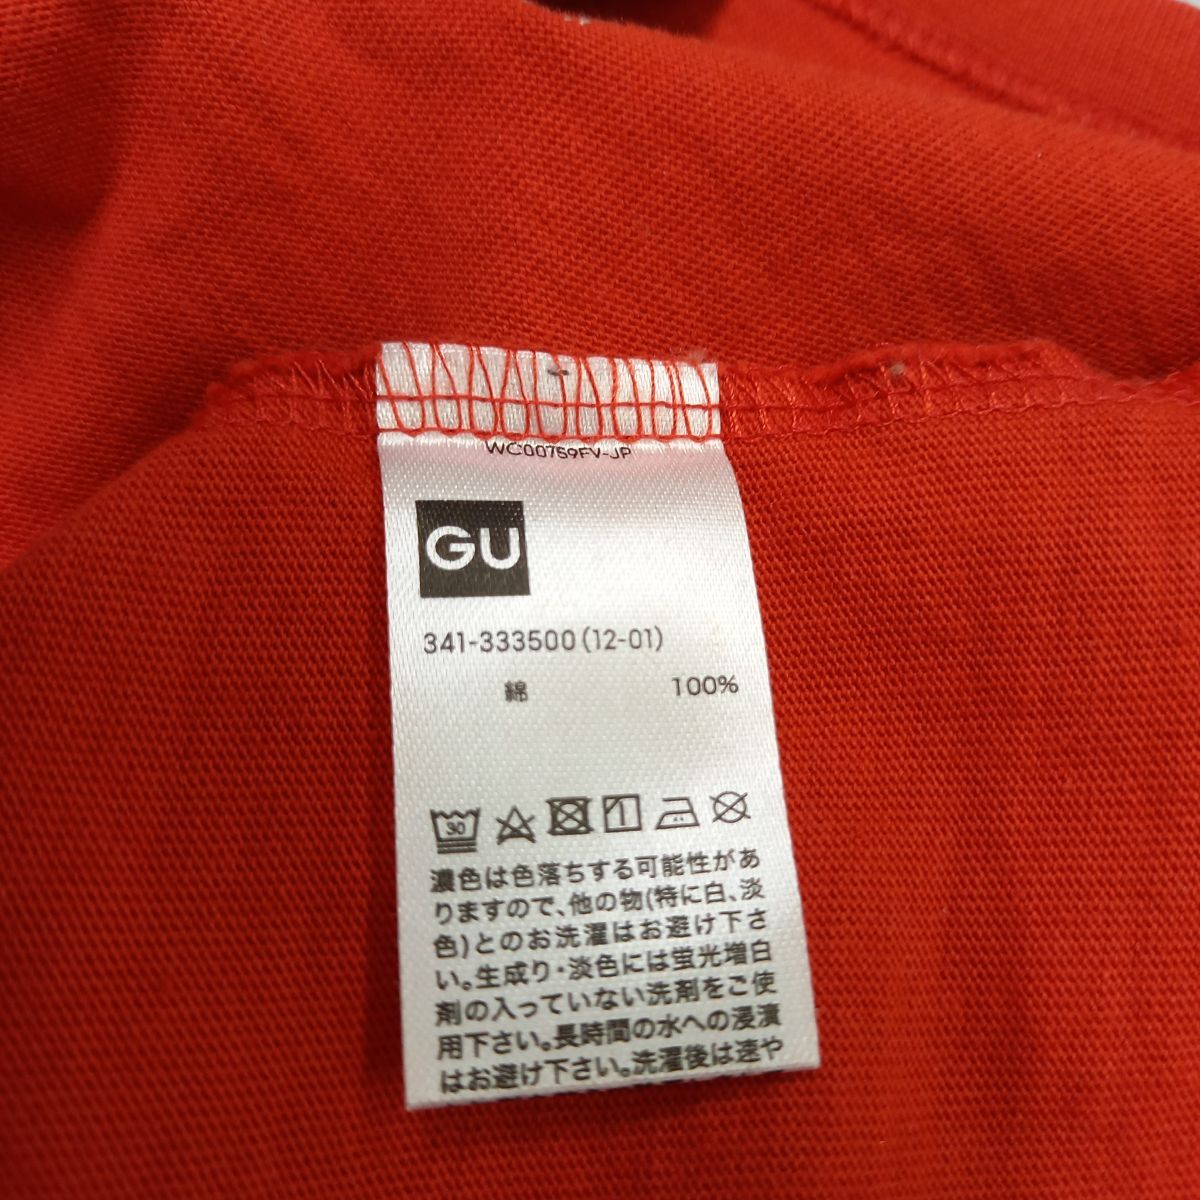 WC00759FV-JP
GU
341-333500(12-01)
綿 100%
30
濃色は色落ちする可能性があ
りますので、他の物(特に白、淡
色)とのお洗濯はお避け下さ
い。生成り・淡色には蛍光増白
剤の入っていない洗剤をご使
用下さい。長時間の水への浸漬
はお避け下さい。洗濯後は速や